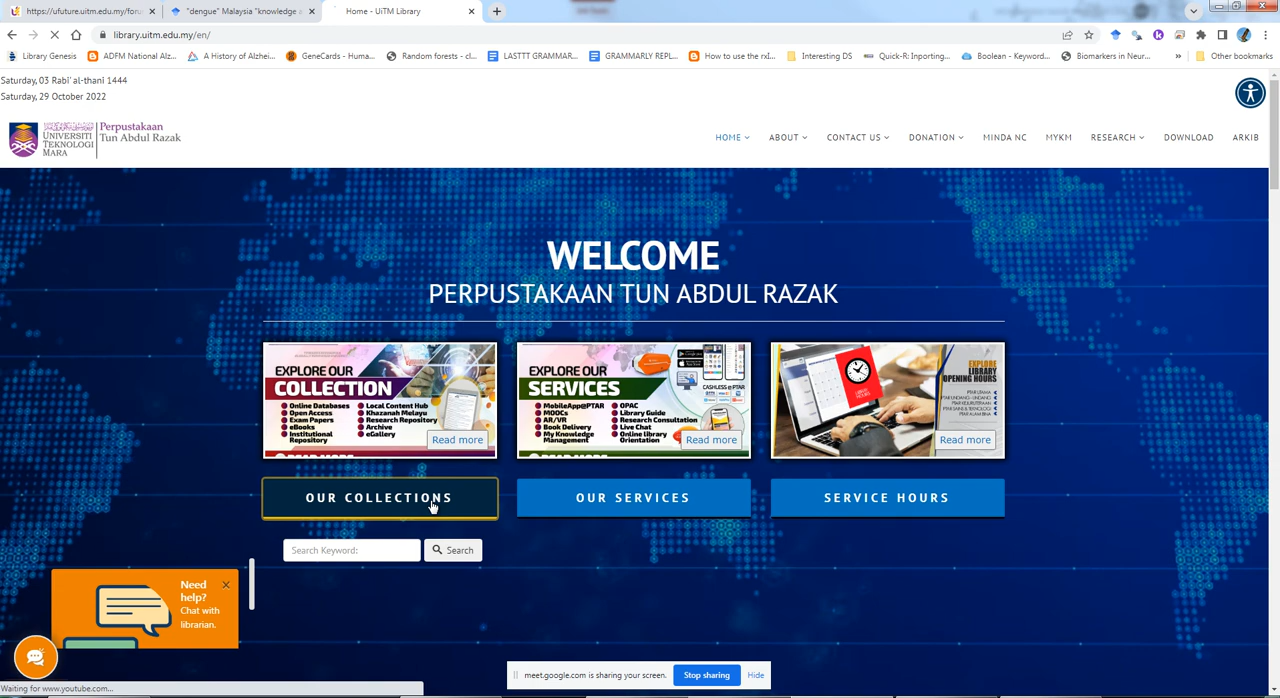 https://ufuture.uitm.edu.my/foru
"dengue" Malaysia "knowledge a
Home - UiTM Library
library.uitm.edu.my/en/
Library Genesis
ADFM National Alz...
A History of Alzhei...
GeneCards - Huma...
Random forests - cl...
LASTTT GRAMMAR...
GRAMMARLY REPL...
How to use the rxl...
Interesting DS
Quick-R: Inporting...
Boolean - Keyword...
Biomarkers in Neur...
»
Other bookmarks
Saturday, 03 Rabi' al-thani 1444
Saturday, 29 October 2022
UNIVERSITI
TEKNOLOGI
MARA
Perpustakaan
Tun Abdul Razak
HOME
ABOUT
CONTACT US
DONATION
MINDA NC
MYKM
RESEARCH
DOWNLOAD
ARKIB
WELCOME
PERPUSTAKAAN TUN ABDUL RAZAK
EXPLORE OUR
COLLECTION
Online Databases
Open Access
Exam Papers
eBooks
Institutional
Repository
Local Content Hub
Khazanah Melayu
Research Repository
Archive
eGallery
Read more
EXPLORE OUR
SERVICES
CASHLESS @PTAR
MobileApp@PTAR
MOOCs
AR/VR
Book Delivery
My Knowledge
Management
OPAC
Library Guide
Research Consultation
Live Chat
Online Library
Orientation
Read more
EXPLORE
LIBRARY
OPENING HOURS
Read more
OUR COLLECTIONS
OUR SERVICES
SERVICE HOURS
Search Keyword:
Search
Need
help?
Chat with
librarian.
meet.google.com is sharing your screen.
Stop sharing
Hide
Waiting for www.youtube.com...